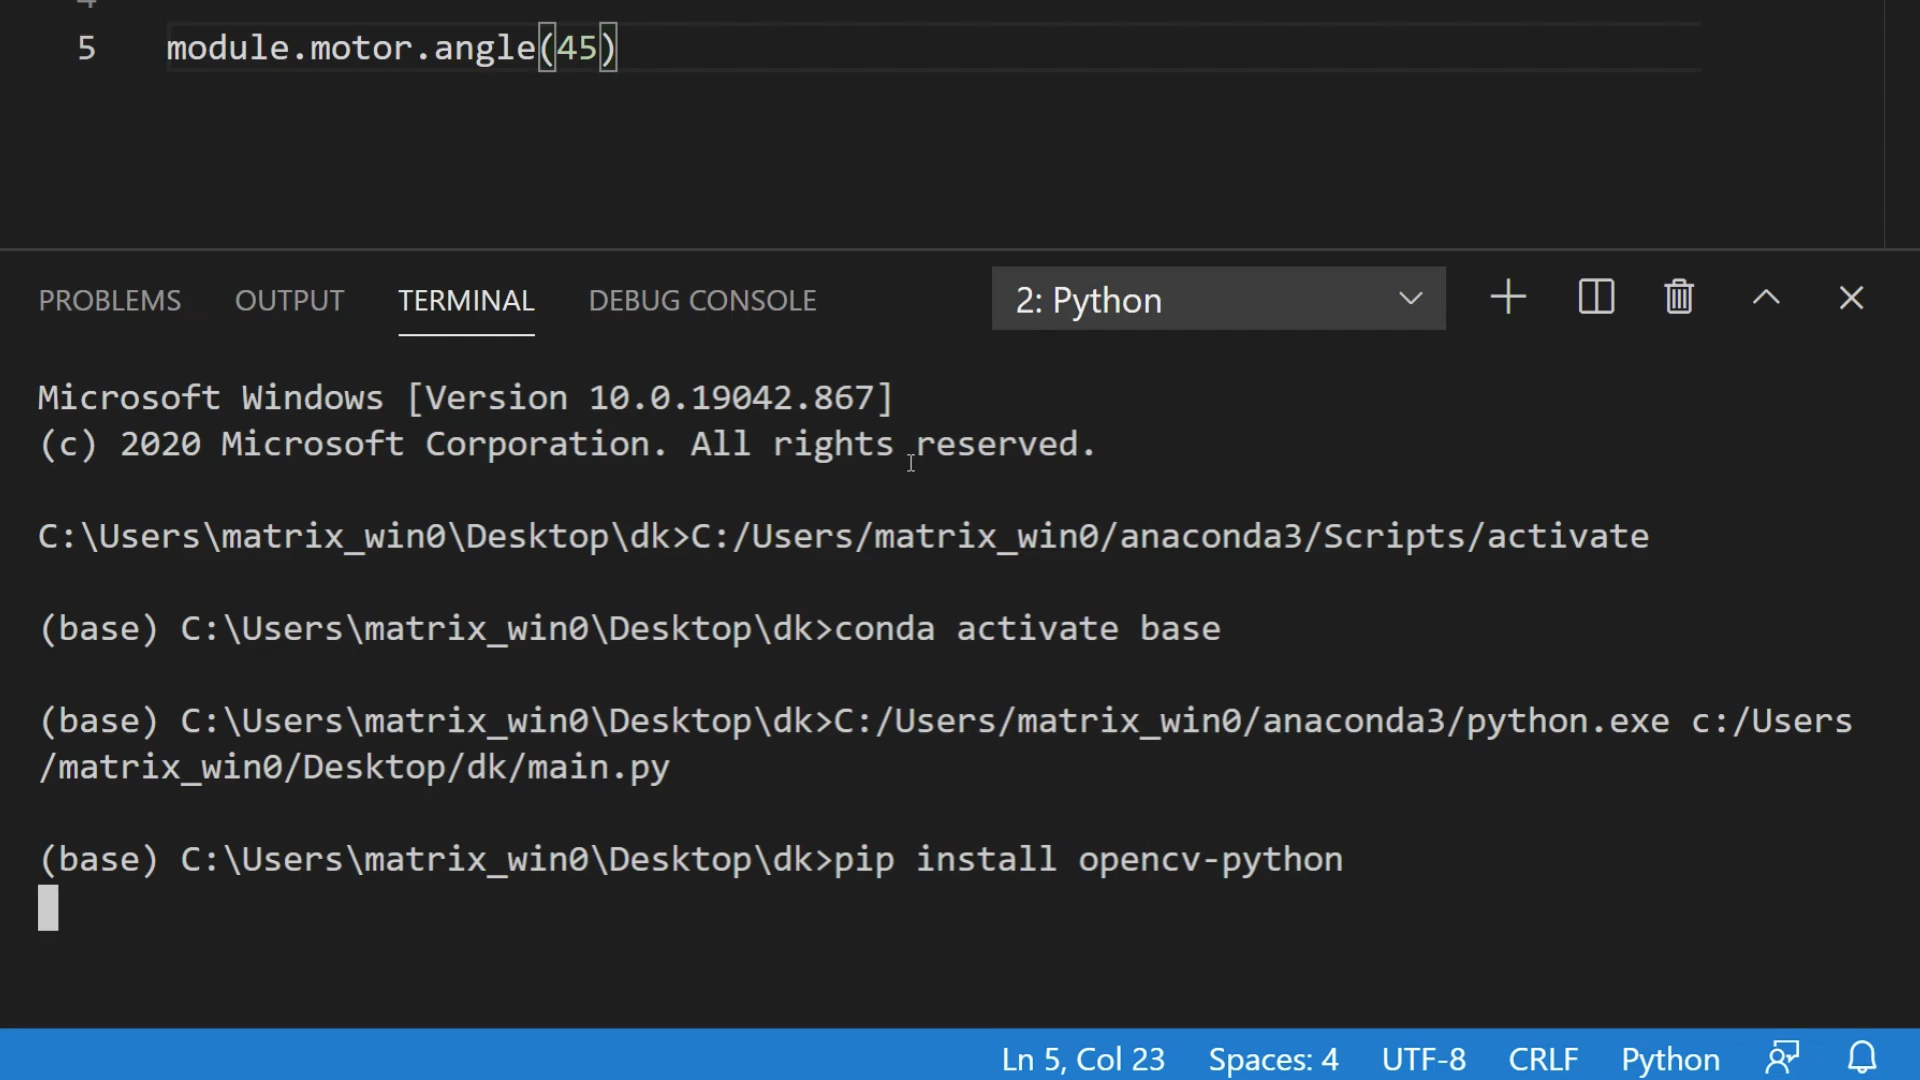 5 module.motor.angle(45)
PROBLEMS OUTPUT TERMINAL DEBUG CONSOLE 2: Python
Microsoft Windows [Version 10.0.19042.867]
(c) 2020 Microsoft Corporation. All rights reserved.
C:\Users\matrix_win0\Desktop\dk>C:/Users/matrix_win0/anaconda3/Scripts/activate
(base) C:\Users\matrix_win0\Desktop\dk>conda activate base
(base) C:\Users\matrix_win0\Desktop\dk>C:/Users/matrix_win0/anaconda3/python.exe c:/Users
/matrix_win0/Desktop/dk/main.py
(base) C:\Users\matrix_win0\Desktop\dk>pip install opencv-python
Ln 5, Col 23 Spaces: 4 UTF-8 CRLF Python